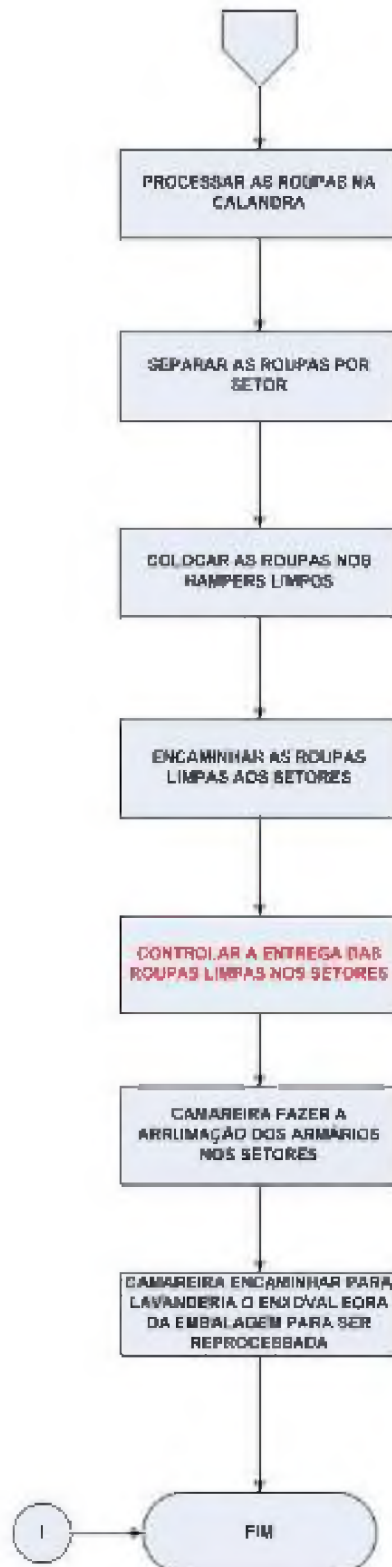 PROCESSAR AS ROUPAS NA
CALANDRA
SEPARAR AS ROUPAS POR
SETOR
COLOCAR AS ROUPAS NOS
HAMPERS LIMPOS
ENCAMINHAR AS ROUPAS
LIMPAS AOS SETORES
CONTROLAR A ENTREGA DAS
ROUPAS LIMPAS NOS SETORES
CAMAREIRA FAZER A
ARRUMAÇÃO DOS ARMÁRIOS
NOS SETORES
CAMAREIRA ENCAMINHAR PARA
LAVANDERIA O ENXOVAL FORA
DA EMBALAGEM PARA SER
REPROCESSADA
I
FIM